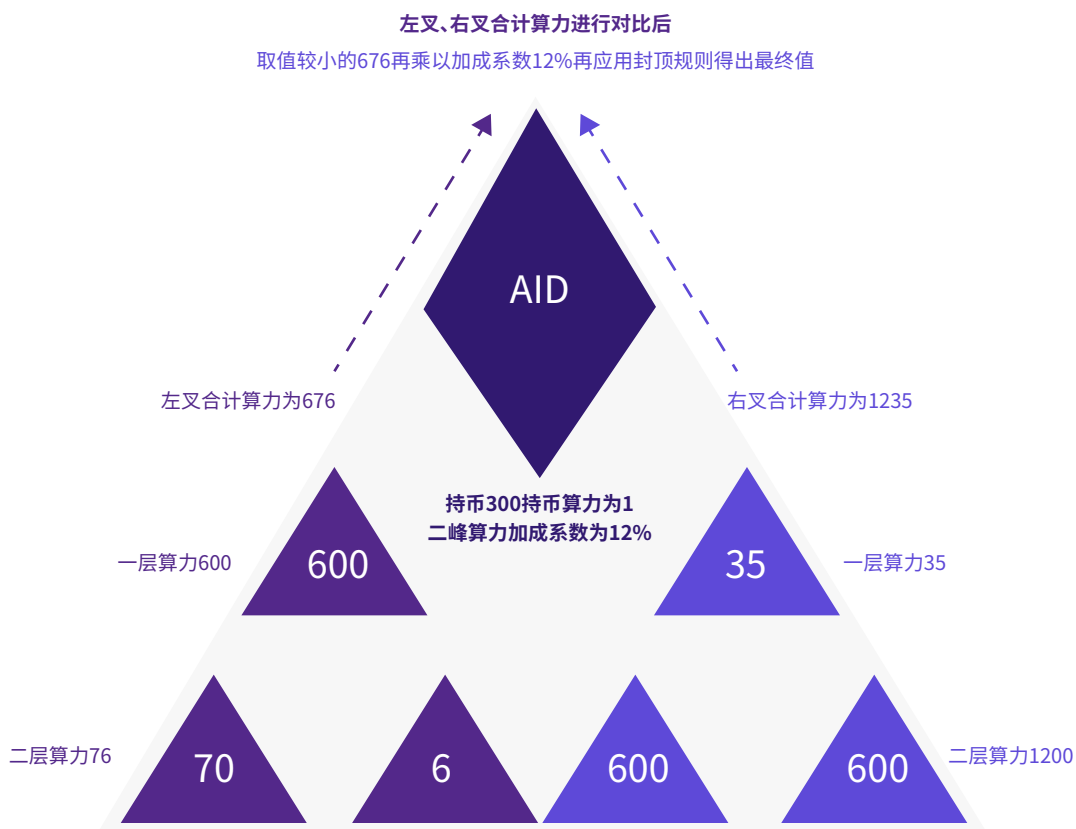 左叉、右叉合计算力进行对比后
取值较小的676再乘以加成系数12%再应用封顶规则得出最终值
AID
左叉合计算力为676
右叉合计算力为1235
持币300持币算力为1
二峰算力加成系数为12%
一层算力600
600
35
一层算力35
二层算力76
70
6
600
600
二层算力1200